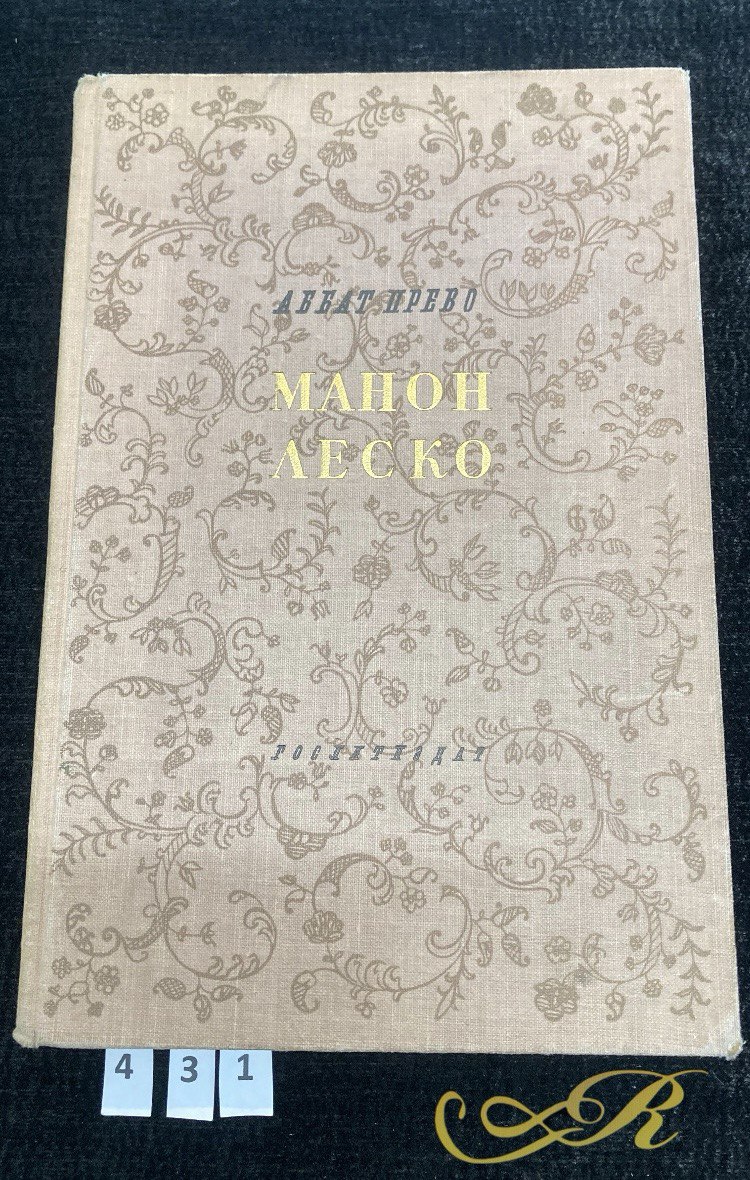 АББАТ ПРЕВО
МАНОН
ЛЕСКО
ГОСЛИТИЗДАТ
4 3 1
R